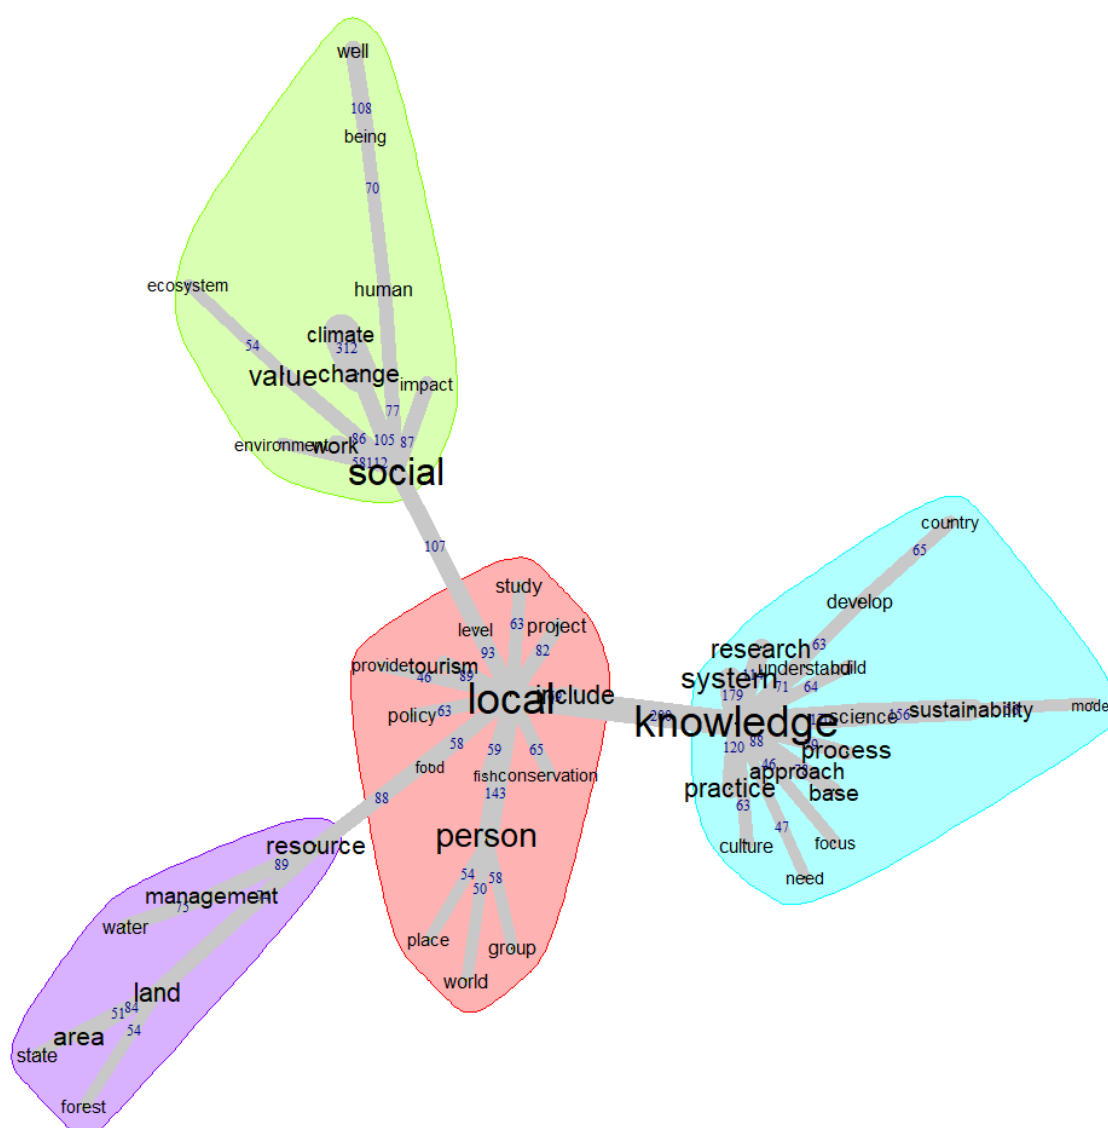 well
108
being
70
ecosystem
human
climate
312
54
value
change
impact
77
environment
work
86
105
87
58
112
social
107
study
level
63
project
93
82
provide
tourism
46
89
local
include
policy
63
58
59
65
food
fish
conservation
143
88
person
54
50
58
place
group
world
resource
89
management
75
water
land
51
84
54
area
state
forest
country
65
develop
research
63
understand
build
system
71
64
179
knowledge
science
156
sustainability
120
88
process
46
approach
practice
base
63
47
culture
focus
need